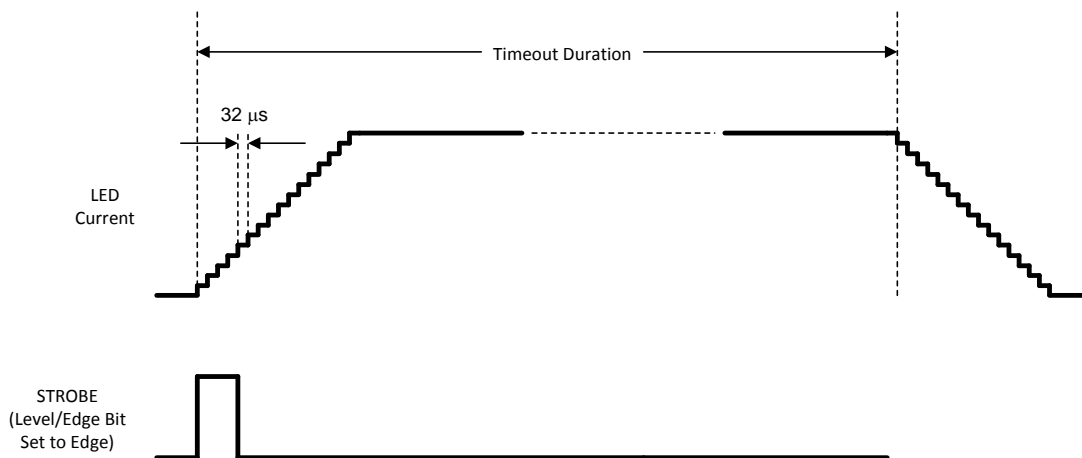 Timeout Duration
32 μs
LED
Current
STROBE
(Level/Edge Bit
Set to Edge)